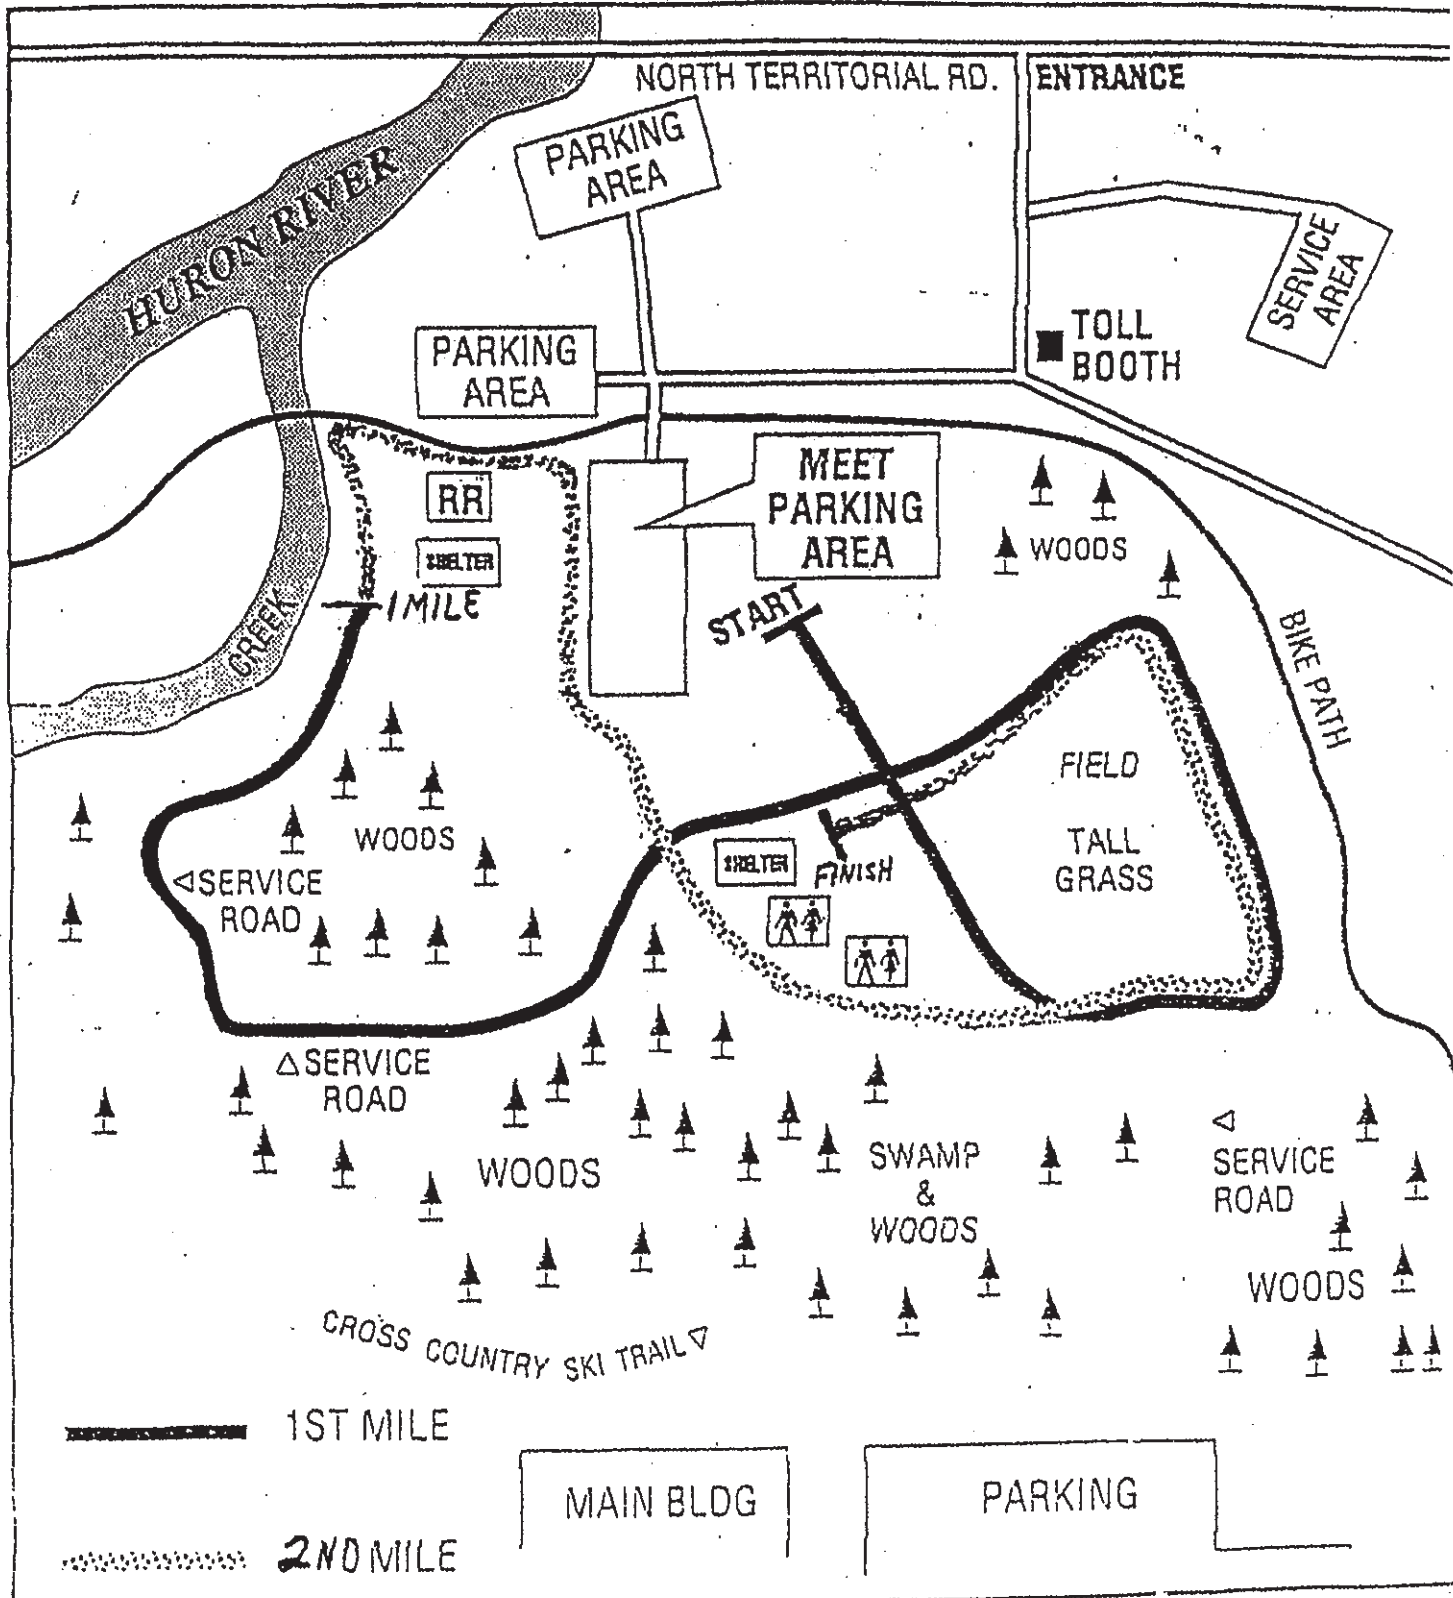 NORTH TERRITORIAL RD.
ENTRANCE
PARKING
AREA
HURON RIVER
SERVICE
AREA
TOLL
BOOTH
PARKING
AREA
MEET
PARKING
AREA
RR
SHELTER
WOODS
1 MILE
START
CREEK
BIKE PATH
FIELD
TALL
GRASS
WOODS
SHELTER
FINISH
◁SERVICE
ROAD
△SERVICE
ROAD
WOODS
SWAMP
&
WOODS
◁
SERVICE
ROAD
WOODS
CROSS COUNTRY SKI TRAIL▽
1ST MILE
MAIN BLDG
PARKING
2ND MILE